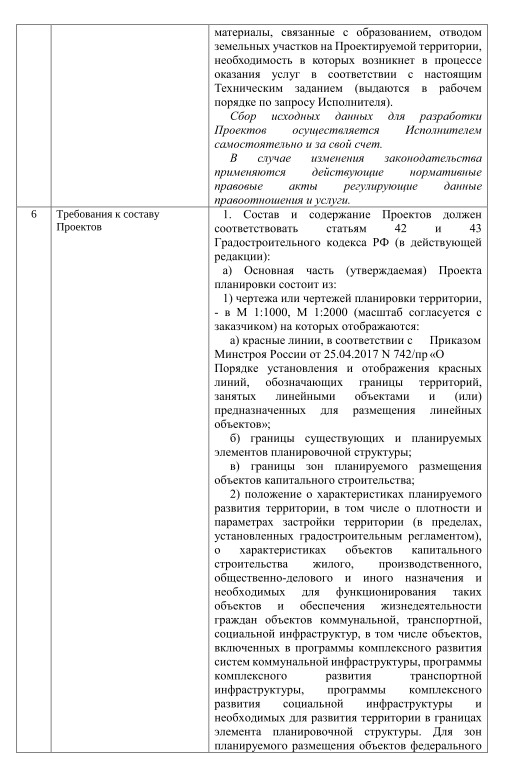 материалы, связанные с образованием, отводом
земельных участков на Проектируемой территории,
необходимость в которых возникнет в процессе
оказания услуг в соответствии с настоящим
Техническим заданием (выдаются в рабочем
порядке по запросу Исполнителя).
Сбор исходных данных для разработки
Проектов осуществляется Исполнителем
самостоятельно и за свой счет.
В случае изменения законодательства
применяются действующие нормативные
правовые акты регулирующие данные
правоотношения и услуги.
6 Требования к составу
Проектов
1. Состав и содержание Проектов должен
соответствовать статьям 42 и 43
Градостроительного кодекса РФ (в действующей
редакции):
а) Основная часть (утверждаемая) Проекта
планировки состоит из:
1) чертежа или чертежей планировки территории,
- в М 1:1000, М 1:2000 (масштаб согласуется с
заказчиком) на которых отображаются:
а) красные линии, в соответствии с Приказом
Минстроя России от 25.04.2017 N 742/пр «О
Порядке установления и отображения красных
линий, обозначающих границы территорий,
занятых линейными объектами и (или)
предназначенных для размещения линейных
объектов»;
б) границы существующих и планируемых
элементов планировочной структуры;
в) границы зон планируемого размещения
объектов капитального строительства;
2) положение о характеристиках планируемого
развития территории, в том числе о плотности и
параметрах застройки территории (в пределах,
установленных градостроительным регламентом),
о характеристиках объектов капитального
строительства жилого, производственного,
общественно-делового и иного назначения и
необходимых для функционирования таких
объектов и обеспечения жизнедеятельности
граждан объектов коммунальной, транспортной,
социальной инфраструктур, в том числе объектов,
включенных в программы комплексного развития
систем коммунальной инфраструктуры, программы
комплексного развития транспортной
инфраструктуры, программы комплексного
развития социальной инфраструктуры и
необходимых для развития территории в границах
элемента планировочной структуры. Для зон
планируемого размещения объектов федерального